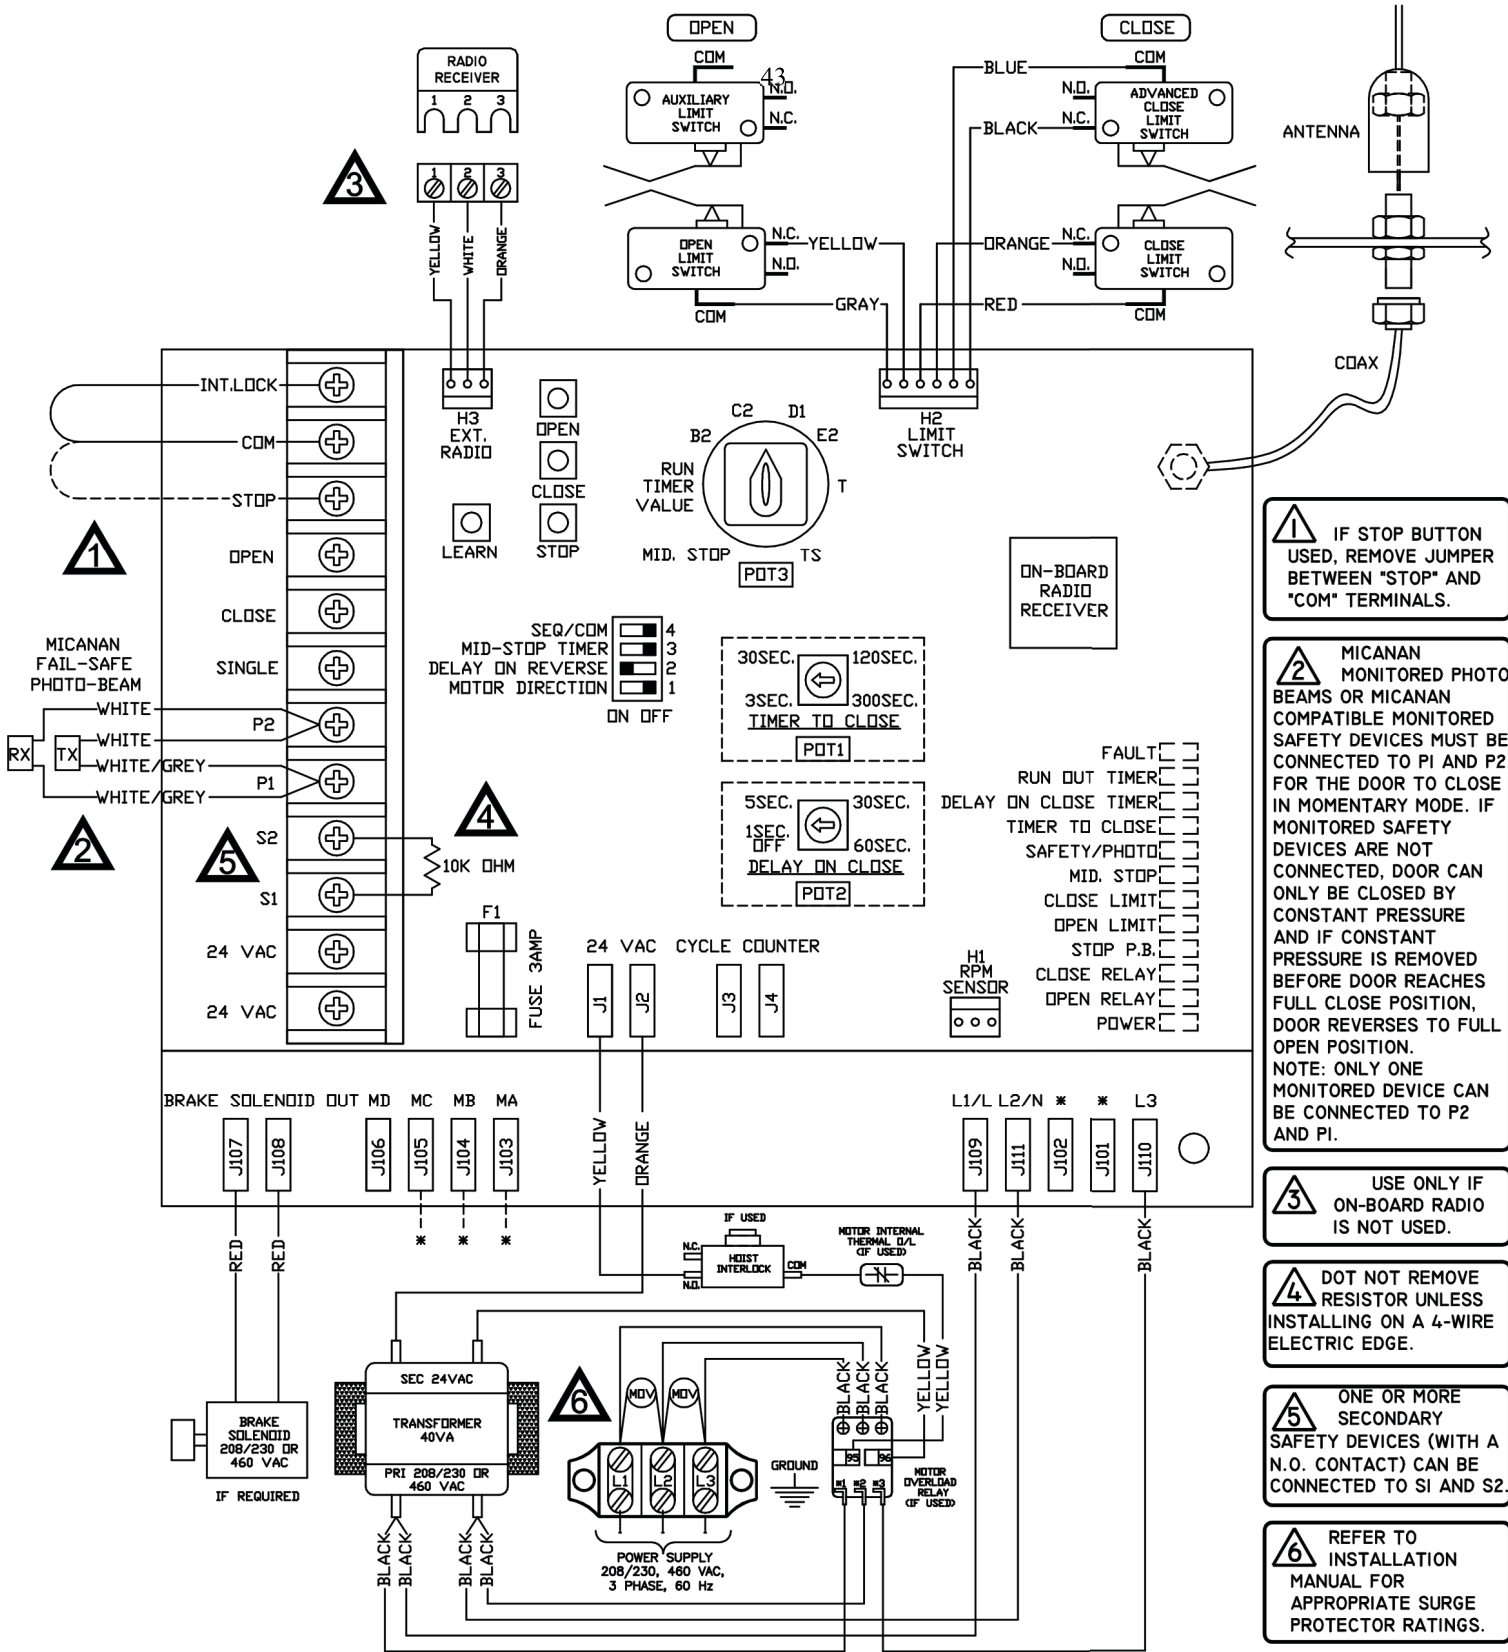 OPEN
CLOSE
RADIO
RECEIVER
1 2 3
3
1 2 3
YELLOW
WHITE
ORANGE
COM
43
N.O.
N.C.
AUXILIARY
LIMIT
SWITCH
OPEN
LIMIT
SWITCH
N.C.
N.O.
COM
YELLOW
GRAY
BLUE
BLACK
COM
N.O.
N.C.
ADVANCED
CLOSE
LIMIT
SWITCH
ORANGE
RED
N.C.
N.O.
CLOSE
LIMIT
SWITCH
COM
ANTENNA
COAX
INT.LOCK
COM
STOP
OPEN
CLOSE
SINGLE
P2
P1
S2
S1
24 VAC
24 VAC
1
MICANAN
FAIL-SAFE
PHOTO-BEAM
WHITE
WHITE
WHITE/GREY
WHITE/GREY
RX
TX
2
5
4
10K OHM
H3
EXT.
RADIO
OPEN
CLOSE
LEARN
STOP
H2
LIMIT
SWITCH
C2
D1
B2
E2
RUN
TIMER
VALUE
T
MID. STOP
TS
POT3
ON-BOARD
RADIO
RECEIVER
SEQ/COM 4
MID-STOP TIMER 3
DELAY ON REVERSE 2
MOTOR DIRECTION 1
ON OFF
30SEC. 120SEC.
3SEC. 300SEC.
TIMER TO CLOSE
POT1
5SEC. 30SEC.
1SEC.
OFF 60SEC.
DELAY ON CLOSE
POT2
FAULT
RUN OUT TIMER
DELAY ON CLOSE TIMER
TIMER TO CLOSE
SAFETY/PHOTO
MID. STOP
CLOSE LIMIT
OPEN LIMIT
STOP P.B.
CLOSE RELAY
OPEN RELAY
POWER
F1
FUSE 3AMP
24 VAC CYCLE COUNTER
J1
J2
J3
J4
H1
RPM
SENSOR
BRAKE SOLENOID OUT MD MC MB MA
J107
J108
J106
J105
J104
J103
* * *
YELLOW
ORANGE
L1/L L2/N * * L3
J109
J111
J102
J101
J110
RED
RED
BLACK
BLACK
BLACK
IF USED
N.C.
N.O.
HOIST
INTERLOCK
COM
MOTOR INTERNAL
THERMAL O/L
(IF USED)
BRAKE
SOLENOID
208/230 OR
460 VAC
IF REQUIRED
SEC 24VAC
TRANSFORMER
40VA
PRI 208/230 OR
460 VAC
BLACK
BLACK
BLACK
BLACK
6
MOV
MOV
L1
L2
L3
POWER SUPPLY
208/230, 460 VAC,
3 PHASE, 60 Hz
GROUND
BLACK
BLACK
BLACK
YELLOW
YELLOW
95
96
*1 *2 *3
MOTOR
OVERLOAD
RELAY
(IF USED)
1 IF STOP BUTTON
USED, REMOVE JUMPER
BETWEEN "STOP" AND
"COM" TERMINALS.
2 MICANAN
MONITORED PHOTO
BEAMS OR MICANAN
COMPATIBLE MONITORED
SAFETY DEVICES MUST BE
CONNECTED TO P1 AND P2
FOR THE DOOR TO CLOSE
IN MOMENTARY MODE. IF
MONITORED SAFETY
DEVICES ARE NOT
CONNECTED, DOOR CAN
ONLY BE CLOSED BY
CONSTANT PRESSURE
AND IF CONSTANT
PRESSURE IS REMOVED
BEFORE DOOR REACHES
FULL CLOSE POSITION,
DOOR REVERSES TO FULL
OPEN POSITION.
NOTE: ONLY ONE
MONITORED DEVICE CAN
BE CONNECTED TO P2
AND P1.
3 USE ONLY IF
ON-BOARD RADIO
IS NOT USED.
4 DOT NOT REMOVE
RESISTOR UNLESS
INSTALLING ON A 4-WIRE
ELECTRIC EDGE.
5 ONE OR MORE
SECONDARY
SAFETY DEVICES (WITH A
N.O. CONTACT) CAN BE
CONNECTED TO S1 AND S2.
6 REFER TO
INSTALLATION
MANUAL FOR
APPROPRIATE SURGE
PROTECTOR RATINGS.